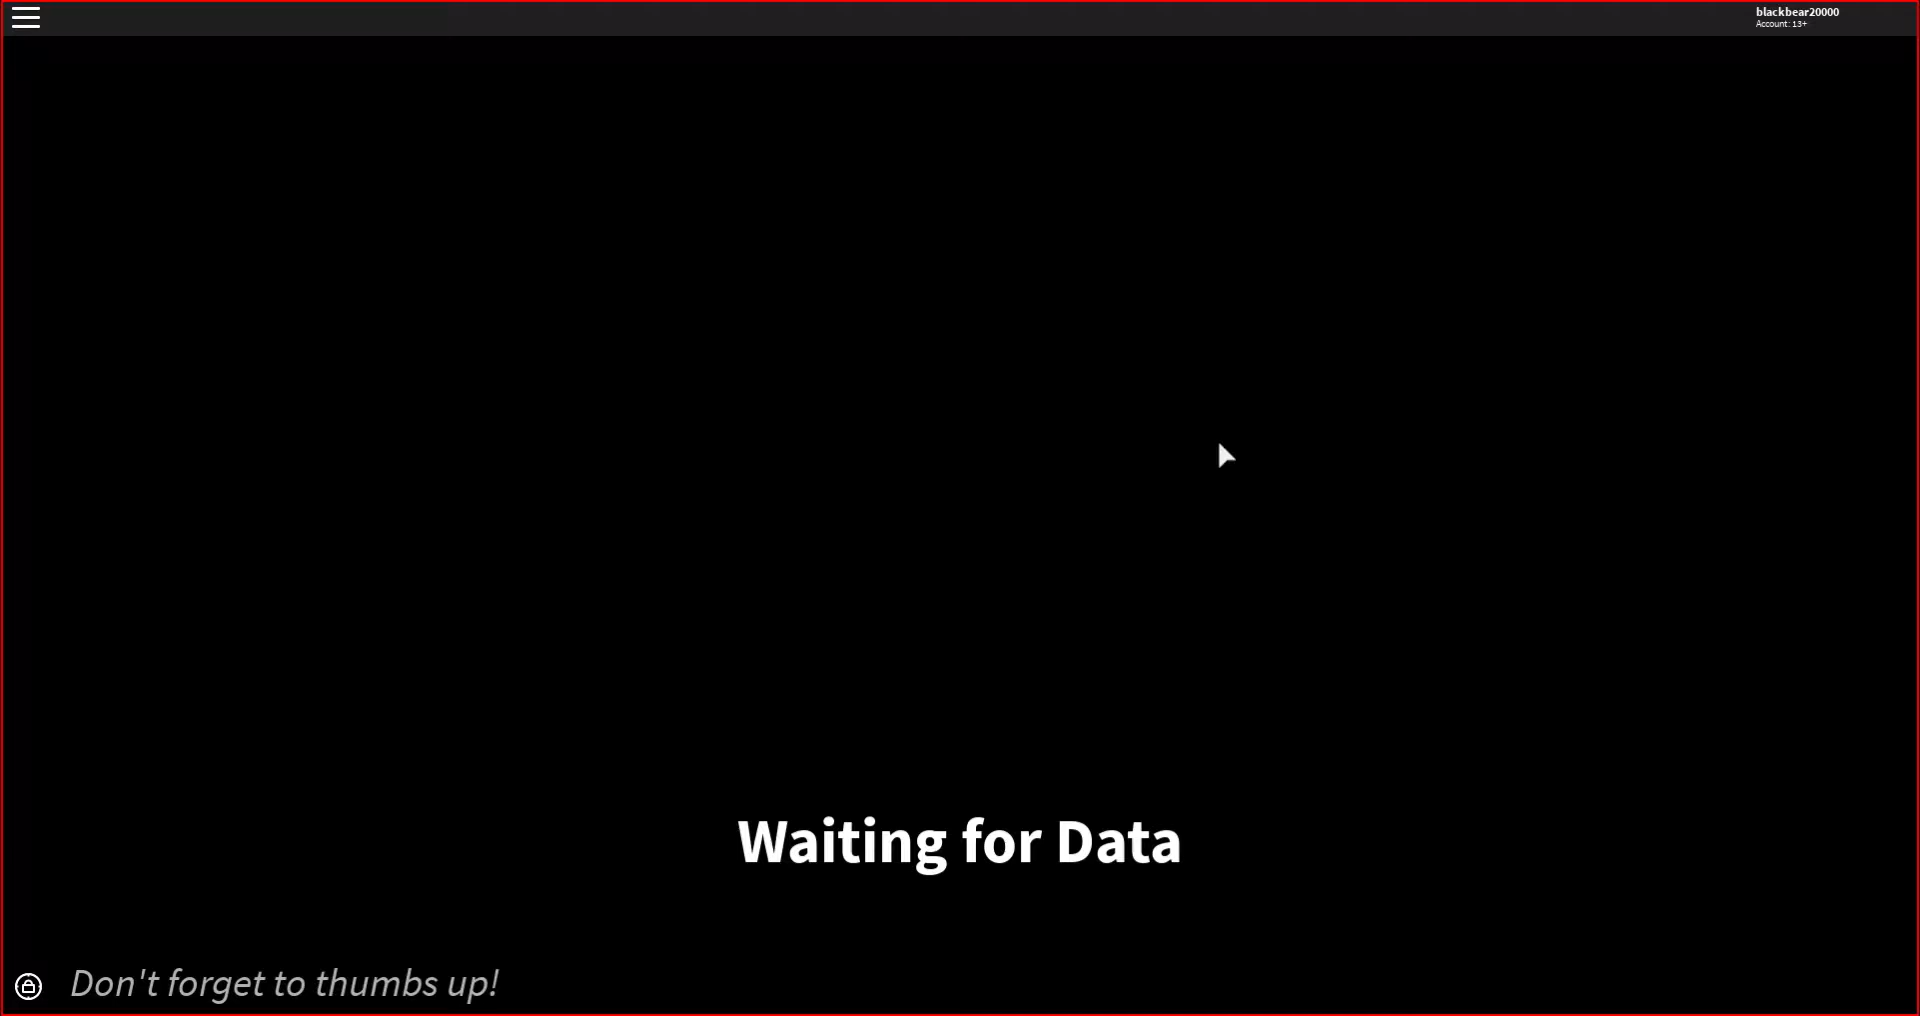 blackbear20000
Account: 13+
Waiting for Data
Don't forget to thumbs up!